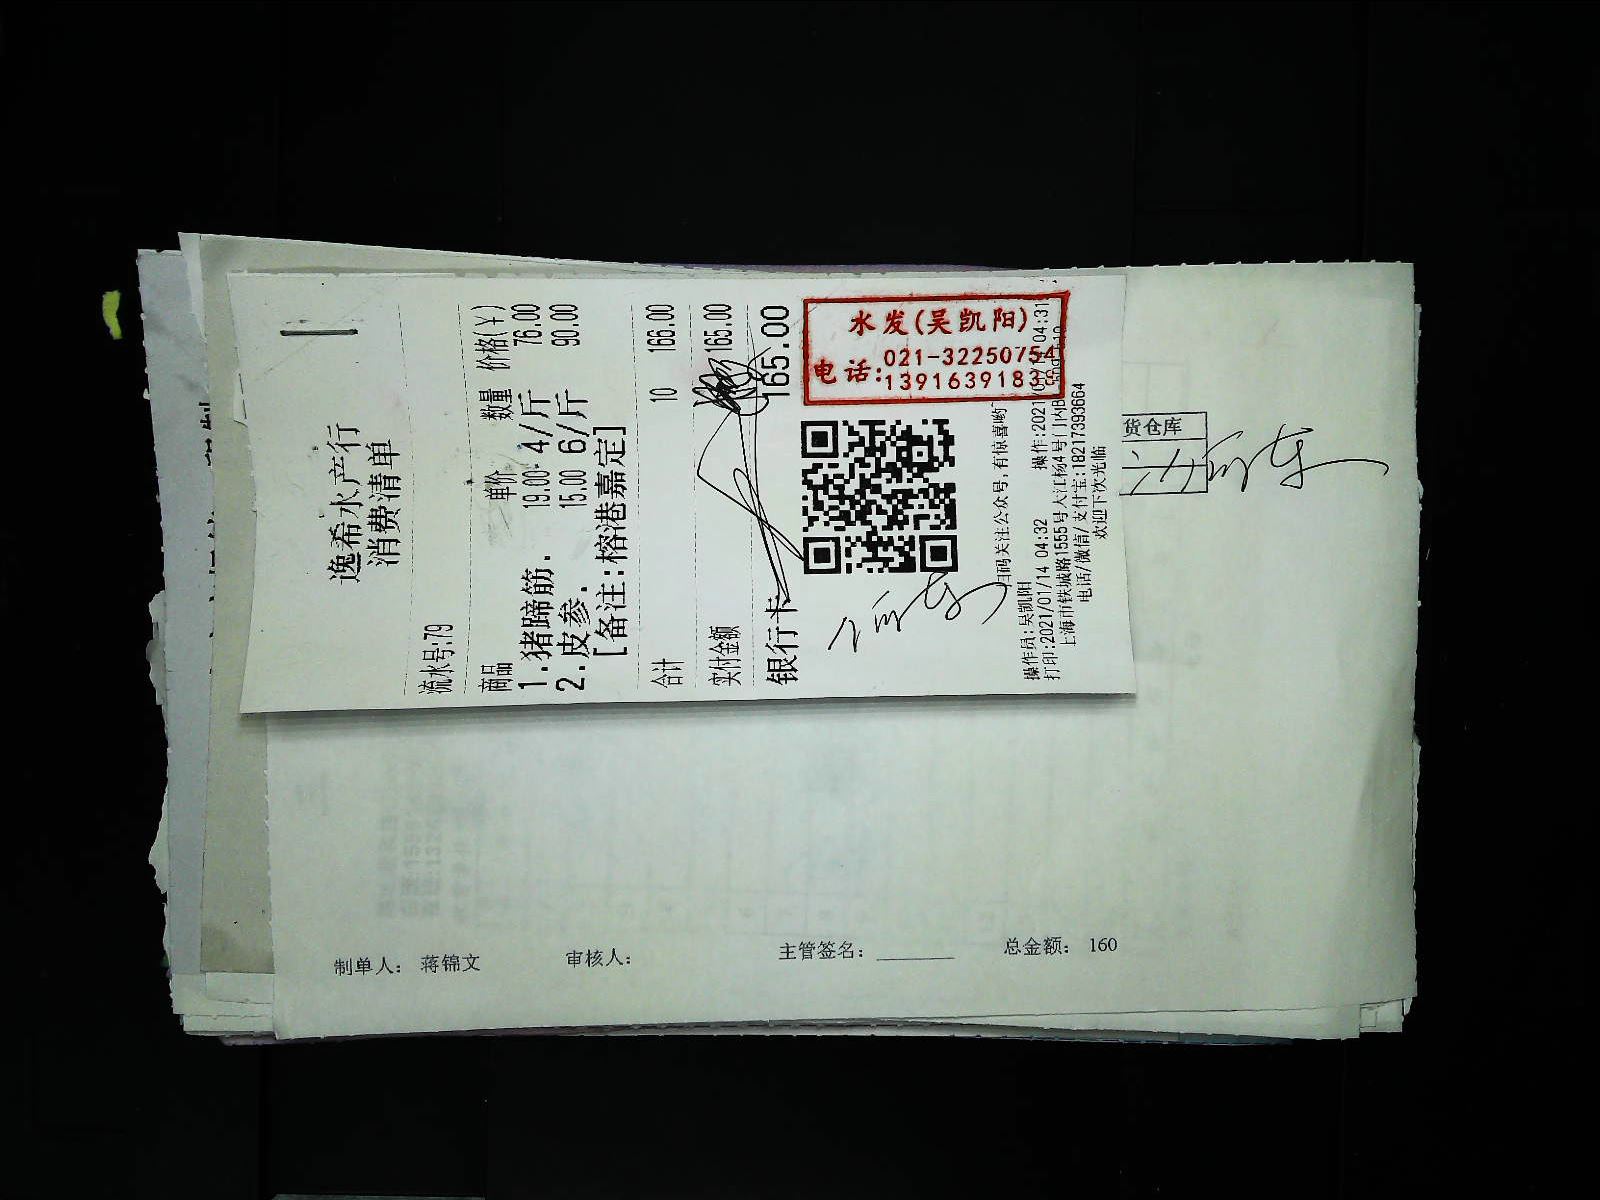 逸希水产行
消费清单
流水号:79
商品 单价 数量 价格(¥)
1.猪蹄筋. 19.00 4/斤 76.00
2.皮参. 15.00 6/斤 90.00
[备注:榕港嘉定]
合计 10 166.00
实付金额 165.00
银行卡 165.00
水发(吴凯阳)
电话:021-32250754
13916391838
扫码关注公众号,有惊喜哟
操作员:吴凯阳
打印:2021/01/14 04:32
上海市铁城路1555号大江杨4号门内
电话/微信/支付宝:18217393664
欢迎下次光临
货仓库
制单人: 蒋锦文 审核人: 主管签名: 总金额: 160